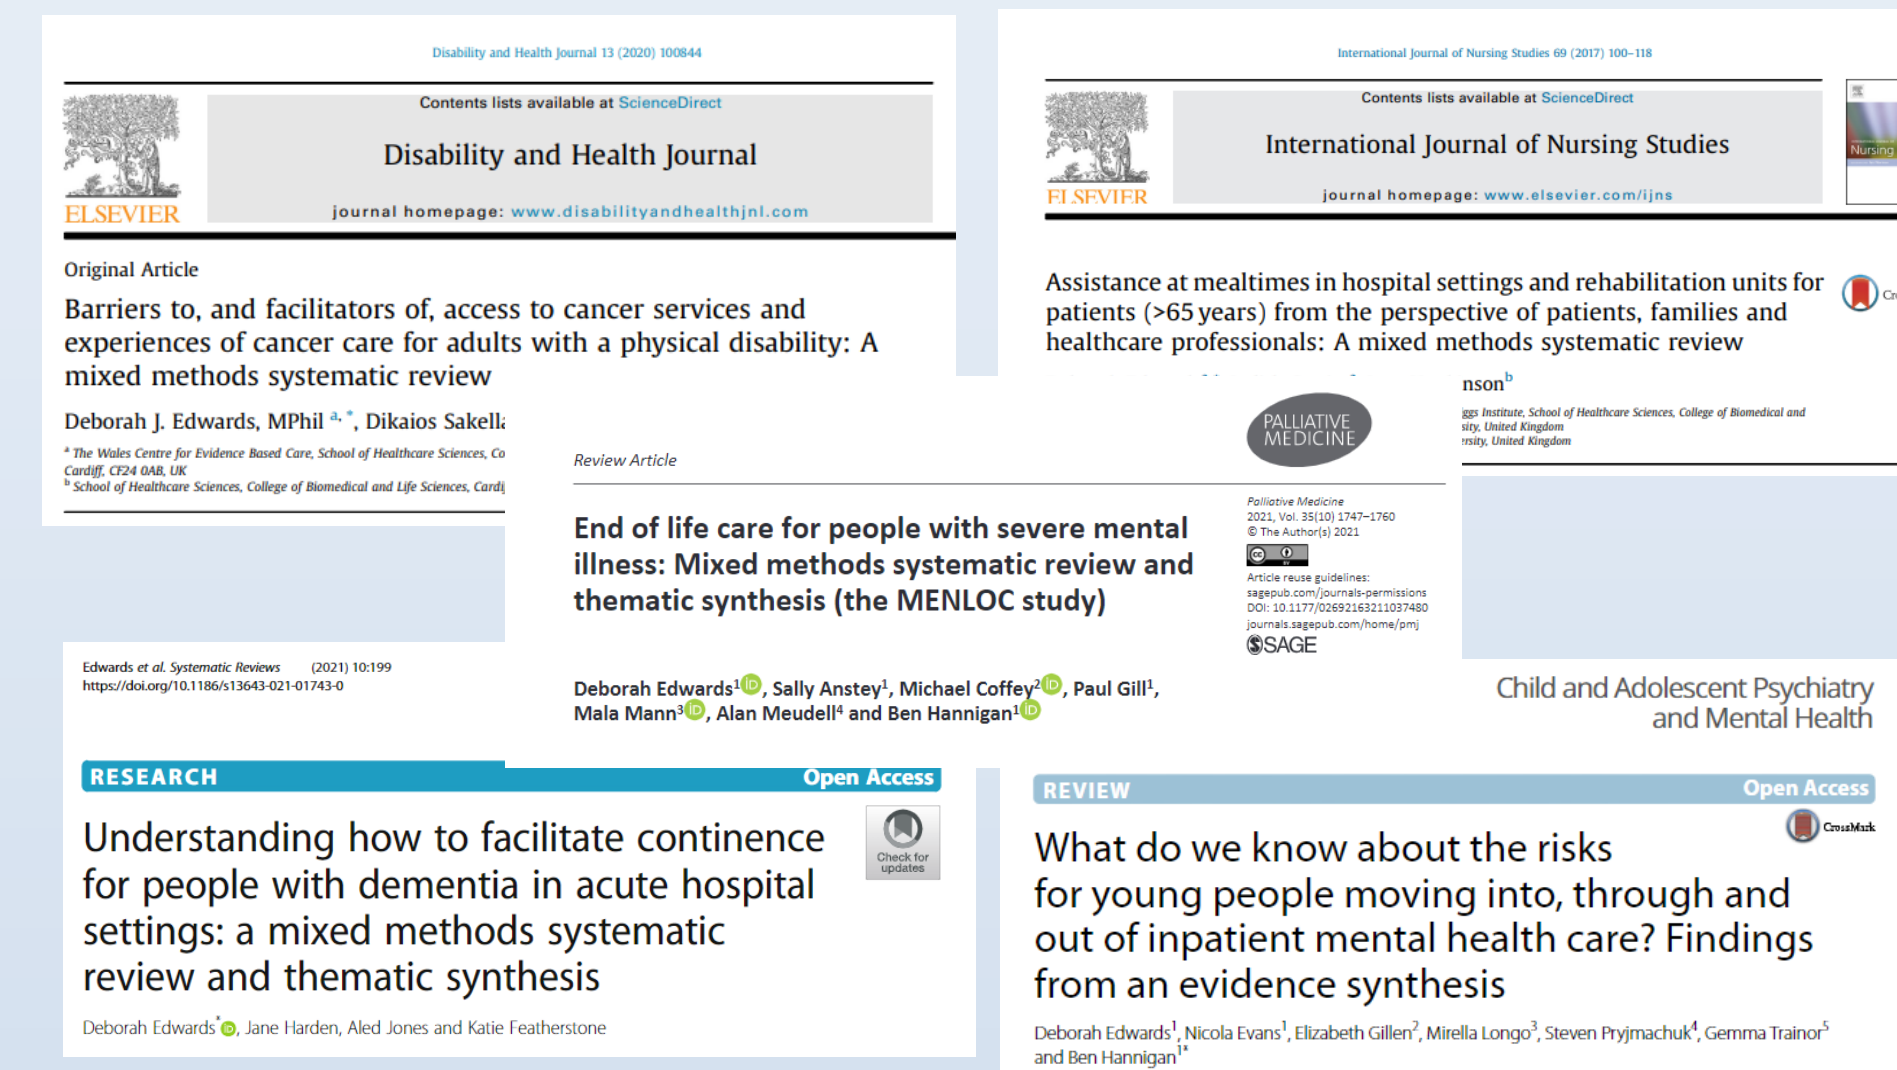 Disability and Health Journal 13 (2020) 100844
Contents lists available at ScienceDirect
Disability and Health Journal
journal homepage: www.disabilityandhealthjnl.com
ELSEVIER
Original Article
Barriers to, and facilitators of, access to cancer services and
experiences of cancer care for adults with a physical disability: A
mixed methods systematic review
Deborah J. Edwards, MPhil a, *, Dikaios
a The Wales Centre for Evidence Based Care, School of Healthcare Sciences,
Cardiff, CF24 0AB, UK
b School of Healthcare Sciences, College of Biomedical and Life Sciences,
International Journal of Nursing Studies 69 (2017) 100–118
Contents lists available at ScienceDirect
International Journal of Nursing Studies
journal homepage: www.elsevier.com/ijns
ELSEVIER
Nursing
Assistance at mealtimes in hospital settings and rehabilitation units for
patients (>65 years) from the perspective of patients, families and
healthcare professionals: A mixed methods systematic review
nson b
ggs Institute, School of Healthcare Sciences, College of Biomedical and
sity, United Kingdom
ersity, United Kingdom
PALLIATIVE
MEDICINE
Review Article
End of life care for people with severe mental
illness: Mixed methods systematic review and
thematic synthesis (the MENLOC study)
Palliative Medicine
2021, Vol. 35(10) 1747–1760
© The Author(s) 2021
cc BY
Article reuse guidelines:
sagepub.com/journals-permissions
DOI: 10.1177/02692163211037480
journals.sagepub.com/home/pmj
SAGE
Deborah Edwards1 iD, Sally Anstey1, Michael Coffey2 iD, Paul Gill1,
Mala Mann3 iD, Alan Meudell4 and Ben Hannigan1 iD
Edwards et al. Systematic Reviews (2021) 10:199
https://doi.org/10.1186/s13643-021-01743-0
RESEARCH Open Access
Understanding how to facilitate continence
for people with dementia in acute hospital
settings: a mixed methods systematic
review and thematic synthesis
Check for
updates
Deborah Edwards* iD, Jane Harden, Aled Jones and Katie Featherstone
Child and Adolescent Psychiatry
and Mental Health
REVIEW Open Access
CrossMark
What do we know about the risks
for young people moving into, through and
out of inpatient mental health care? Findings
from an evidence synthesis
Deborah Edwards1, Nicola Evans1, Elizabeth Gillen2, Mirella Longo3, Steven Pryjmachuk4, Gemma Trainor5
and Ben Hannigan1*